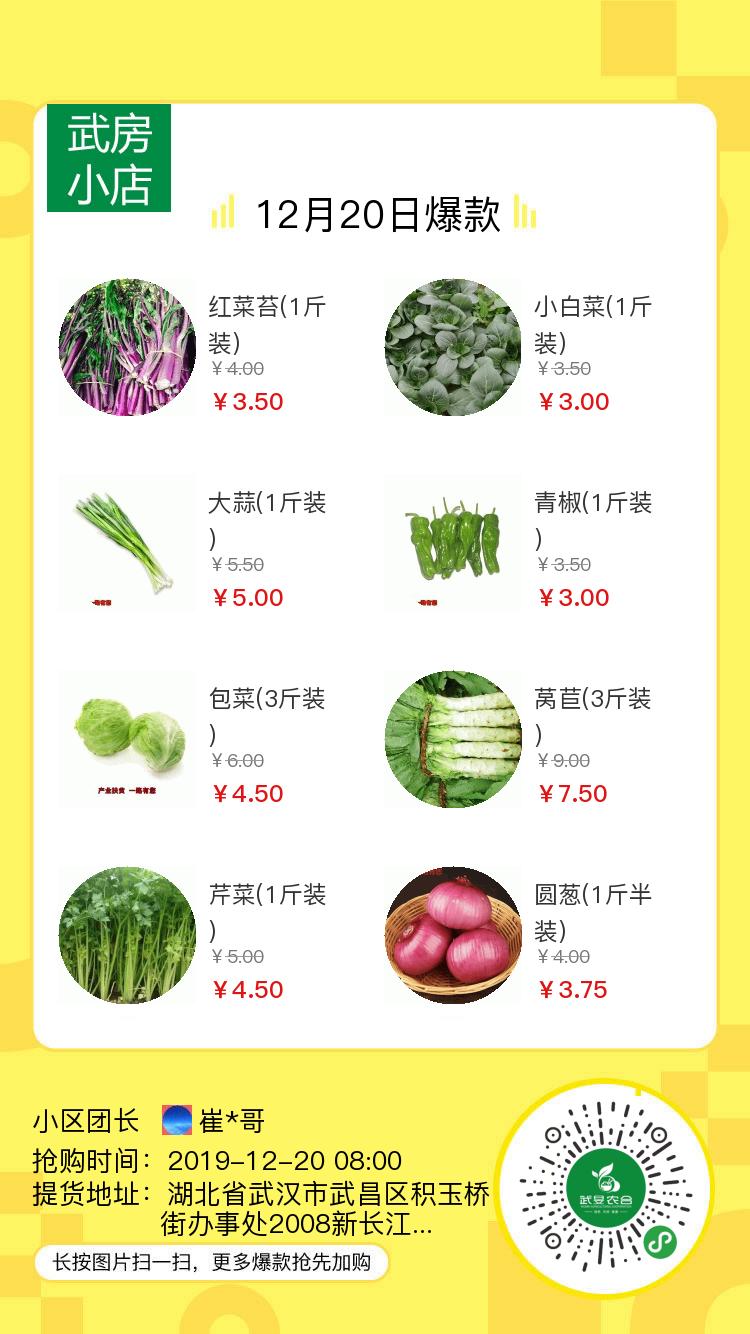 武房
小店
12月20日爆款
红菜苔(1斤
装)
￥4.00
￥3.50
小白菜(1斤
装)
￥3.50
￥3.00
大蒜(1斤装
)
￥5.50
￥5.00
青椒(1斤装
)
￥3.50
￥3.00
包菜(3斤装
)
￥6.00
￥4.50
产业扶贫 一路有您
莴苣(3斤装
)
￥9.00
￥7.50
芹菜(1斤装
)
￥5.00
￥4.50
圆葱(1斤半
装)
￥4.00
￥3.75
小区团长 崔*哥
抢购时间：2019-12-20 08:00
提货地址：湖北省武汉市武昌区积玉桥
街办事处2008新长江...
长按图片扫一扫，更多爆款抢先加购
武房农合